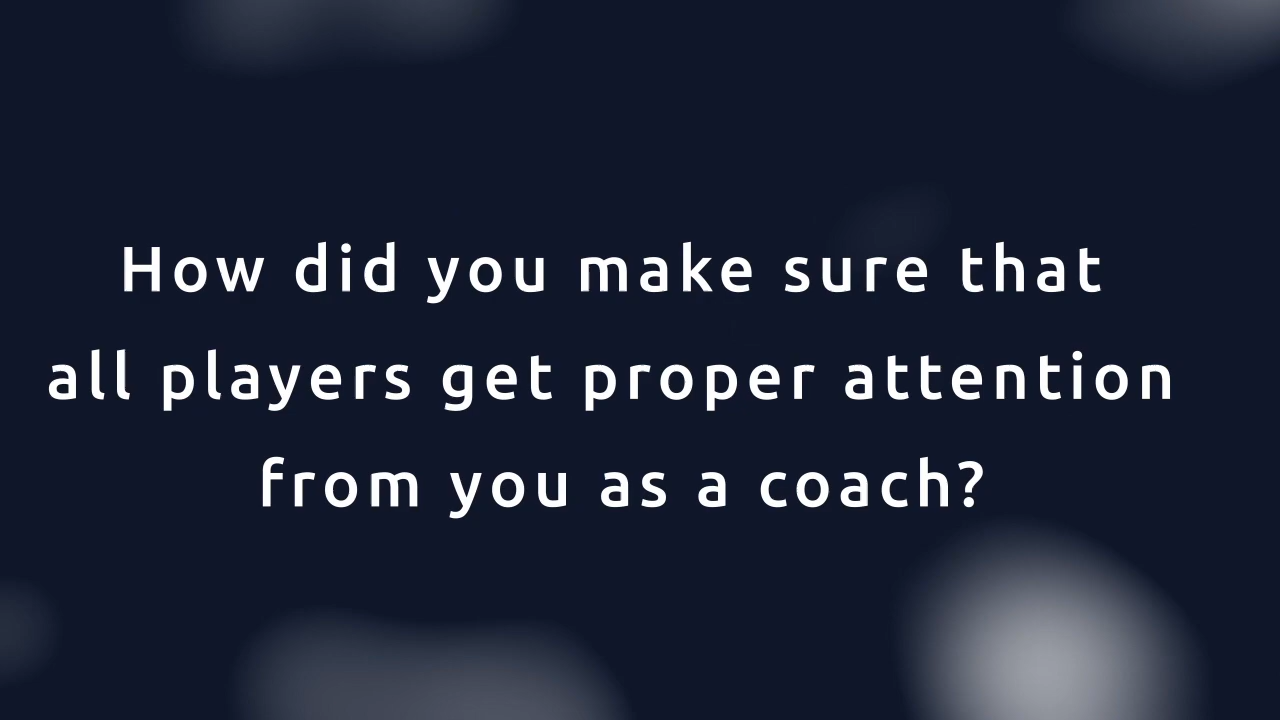 How did you make sure that
all players get proper attention
from you as a coach?